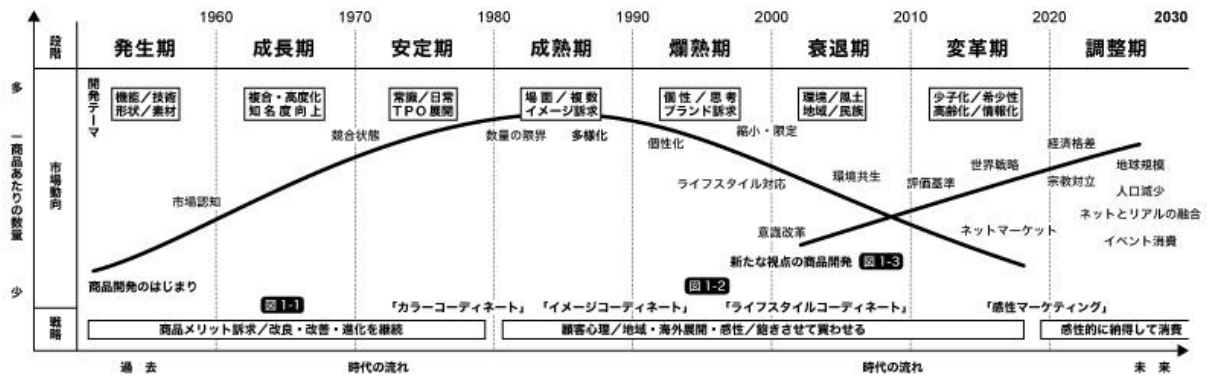 1960 1970 1980 1990 2000 2010 2020 2030
段階 発生期 成長期 安定期 成熟期 爛熟期 衰退期 変革期 調整期
多
一商品あたりの数量
少
市場動向
開発テーマ
機能／技術
形状／素材
複合・高度化
知名度向上
常識／日常
TPO展開
場面／複数
イメージ訴求
個性／思考
ブランド訴求
環境／風土
地域／民族
少子化／希少性
高齢化／情報化
競合状態
数量の限界
多様化
個性化
縮小・限定
経済格差
市場認知
ライフスタイル対応
環境共生
評価基準
世界戦略
宗教対立
地球規模
人口減少
ネットとリアルの融合
意識改革
ネットマーケット
イベント消費
新たな視点の商品開発 図1-3
商品開発のはじまり
図1-1
図1-2
「カラーコーディネート」
「イメージコーディネート」
「ライフスタイルコーディネート」
「感性マーケティング」
戦略
商品メリット訴求／改良・改善・進化を継続
顧客心理／地域・海外展開・感性／飽きさせて買わせる
感性的に納得して消費
過去 時代の流れ 時代の流れ 未来